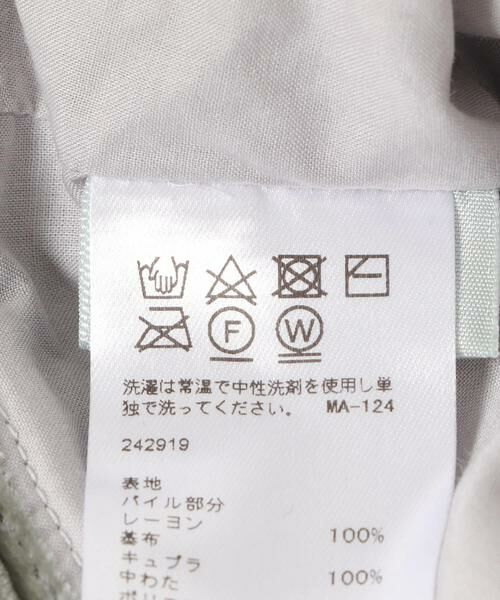 F W
洗濯は常温で中性洗剤を使用し単
独で洗ってください。 MA-124
242919
表地
パイル部分
レーヨン
基布 100%
キュプラ
中わた 100%